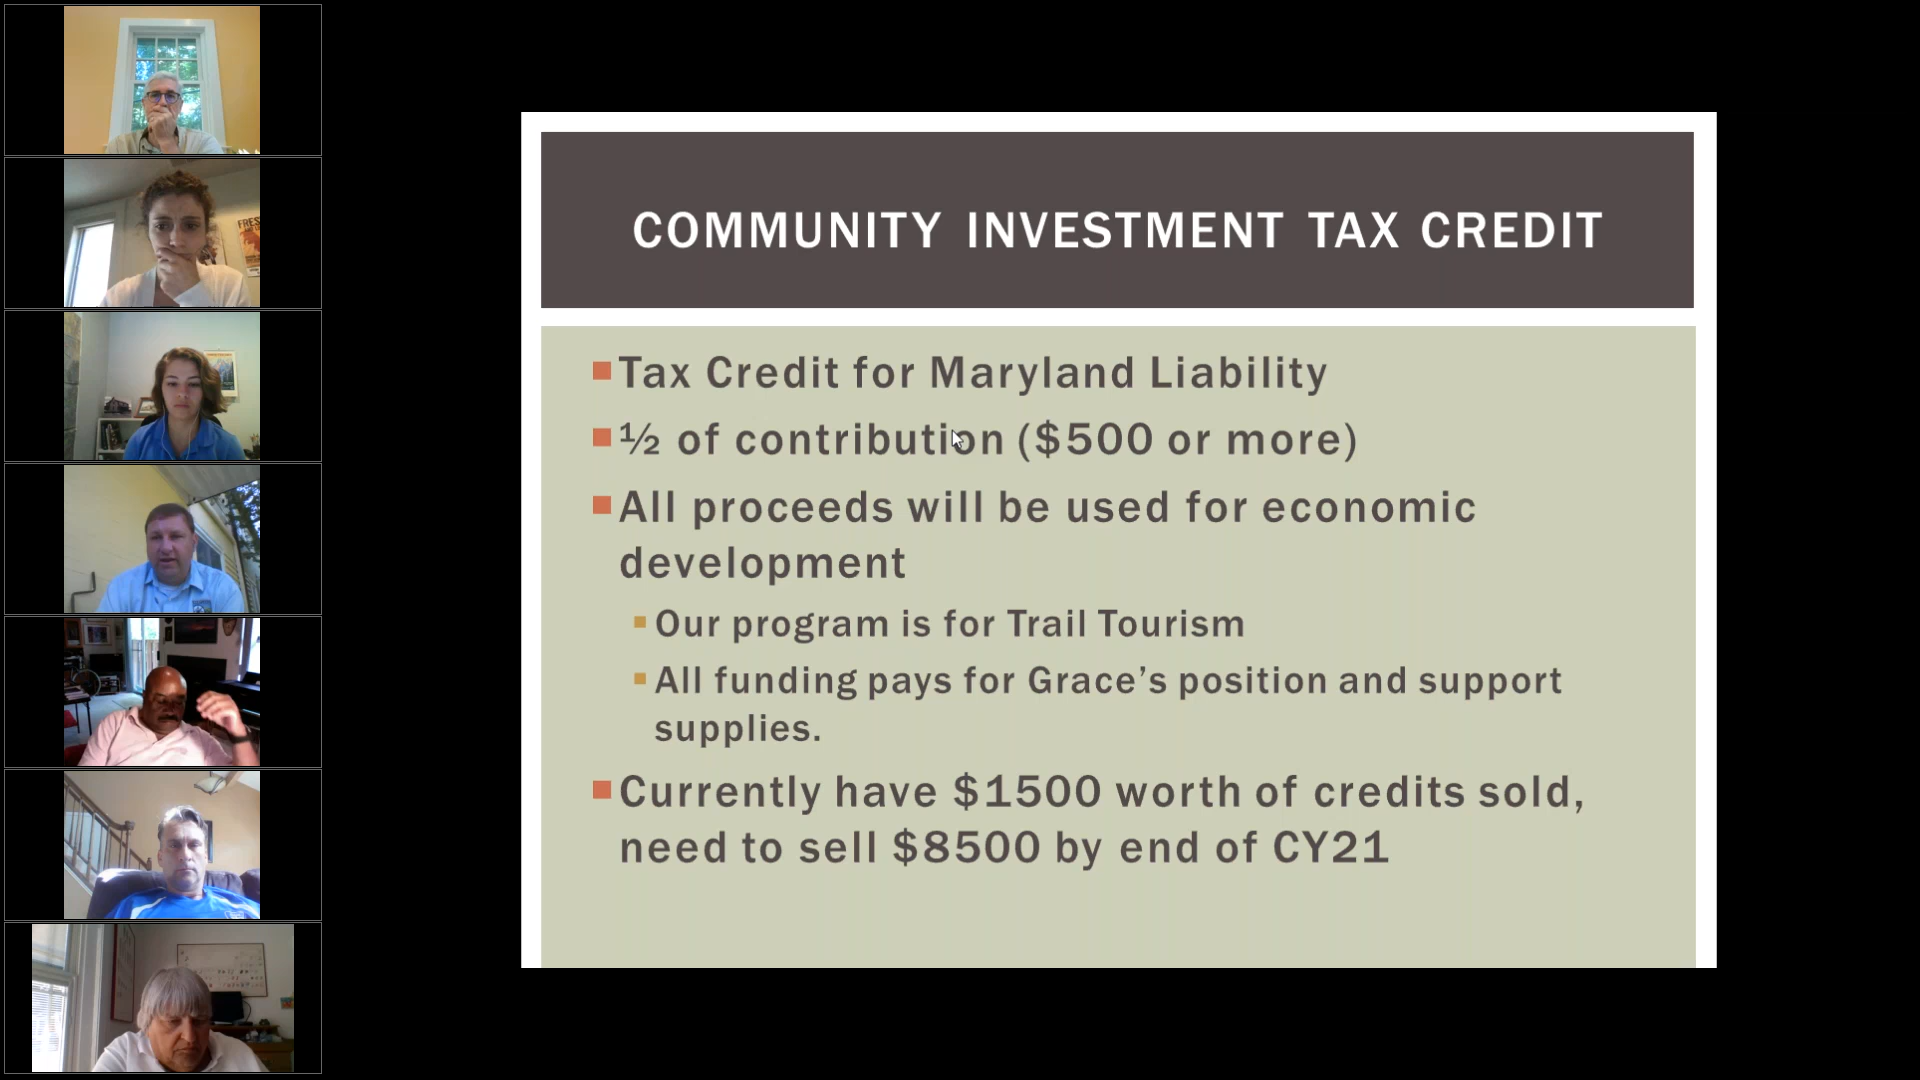 COMMUNITY INVESTMENT TAX CREDIT
Tax Credit for Maryland Liability
½ of contribution ($500 or more)
All proceeds will be used for economic
development
Our program is for Trail Tourism
All funding pays for Grace’s position and support
supplies.
Currently have $1500 worth of credits sold,
need to sell $8500 by end of CY21